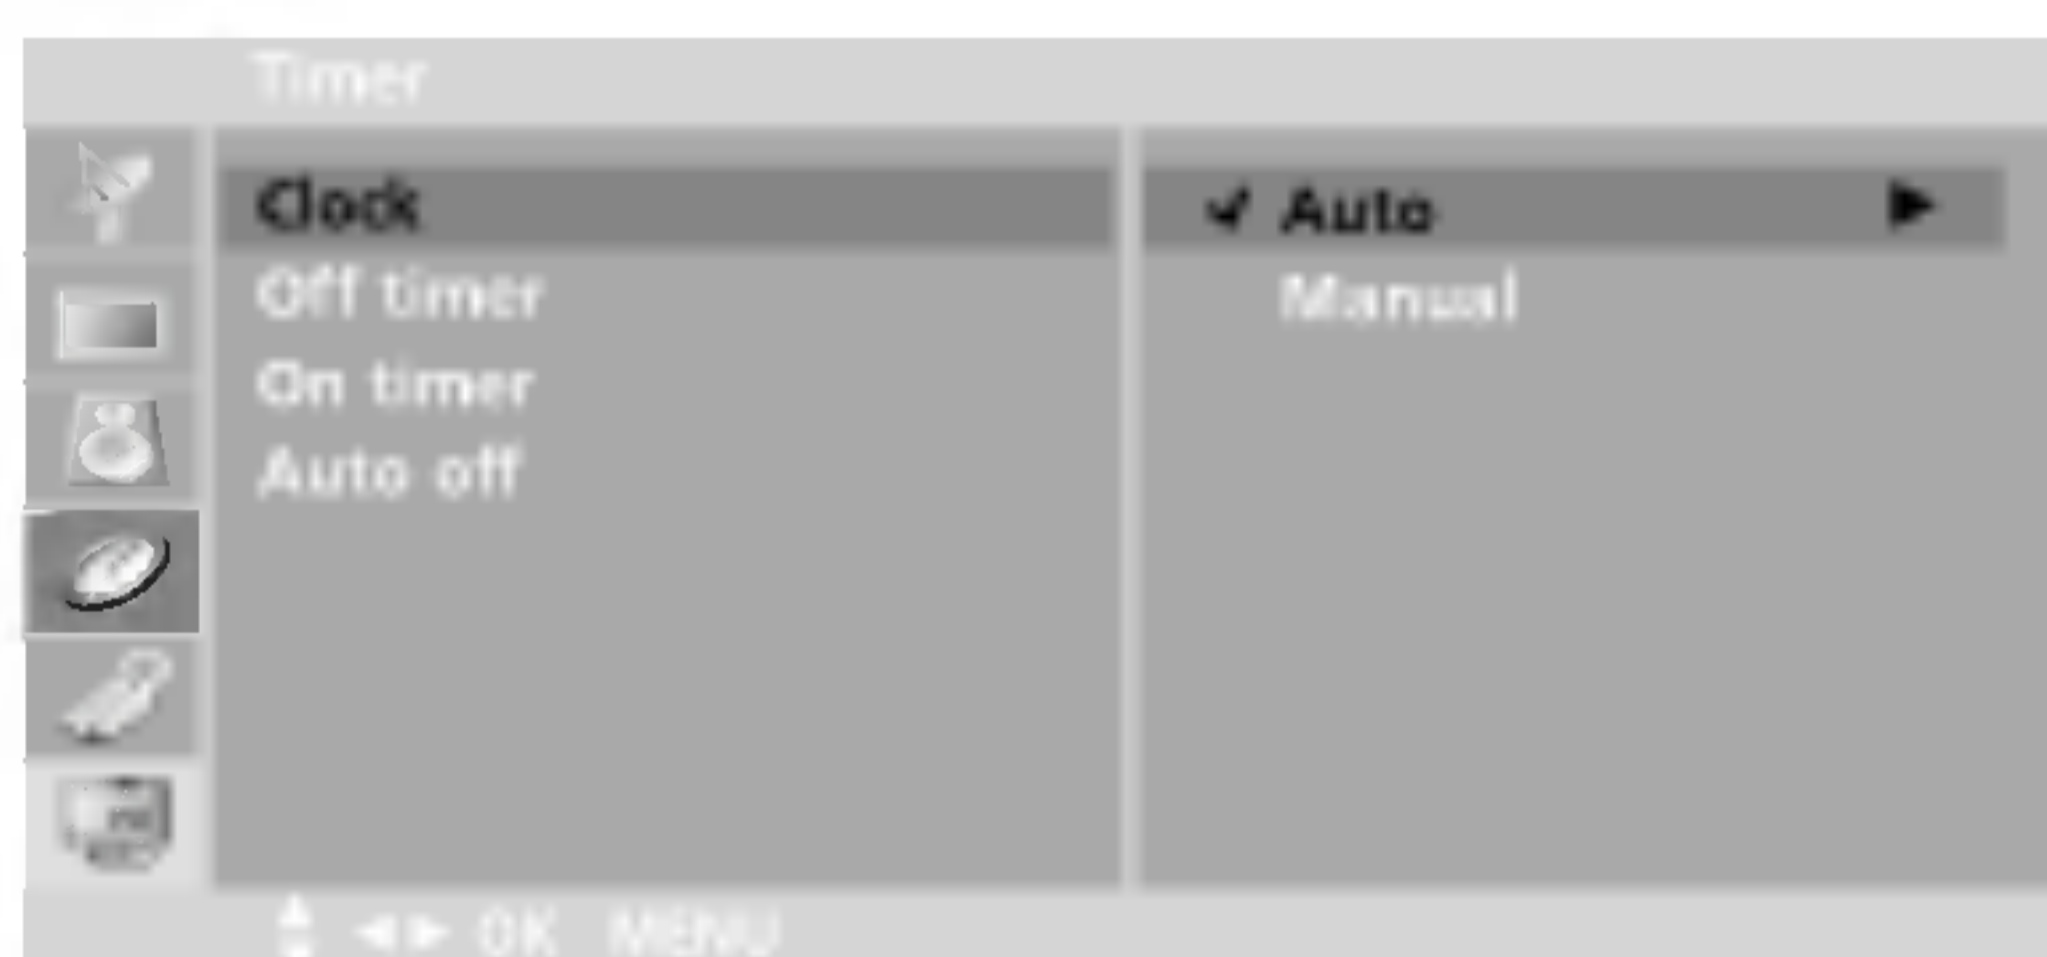 Timer
Clock
Off timer
On timer
Auto off
✔ Auto ▶
Manual
▲▼ ◀▶ OK MENU